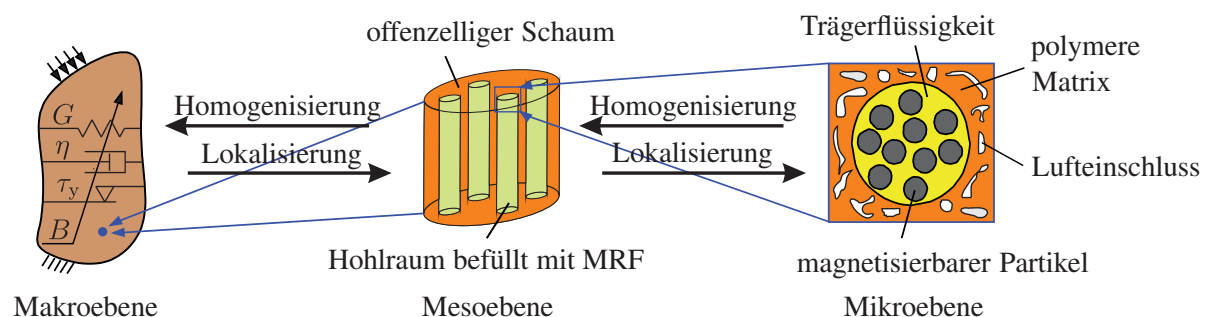 offenzelliger Schaum
Trägerflüssigkeit
polymere
Matrix
Homogenisierung
Homogenisierung
G
η
τy
B
Lokalisierung
Lokalisierung
Lufteinschluss
Hohlraum befüllt mit MRF
magnetisierbarer Partikel
Makroebene
Mesoebene
Mikroebene